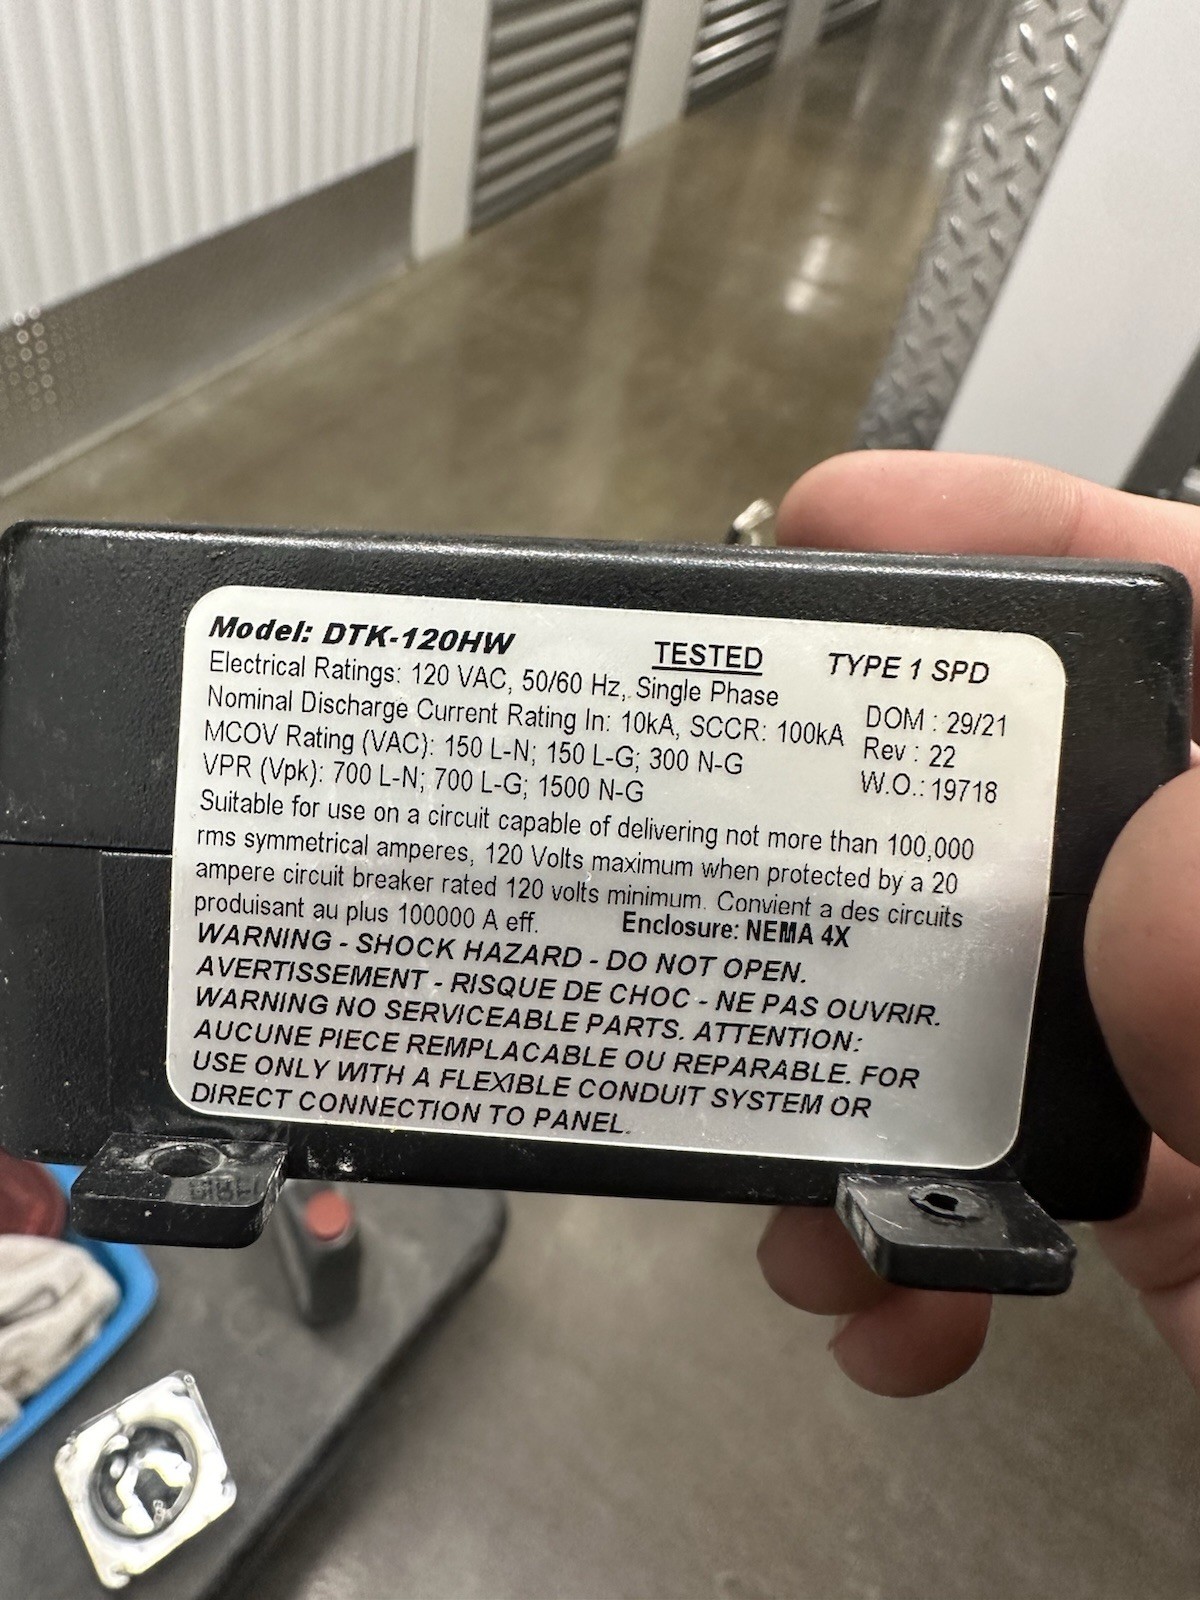 Model: DTK-120HW
TESTED
TYPE 1 SPD
Electrical Ratings: 120 VAC, 50/60 Hz, Single Phase
Nominal Discharge Current Rating In: 10kA, SCCR: 100kA
DOM : 29/21
MCOV Rating (VAC): 150 L-N; 150 L-G; 300 N-G
Rev : 22
VPR (Vpk): 700 L-N; 700 L-G; 1500 N-G
W.O.: 19718
Suitable for use on a circuit capable of delivering not more than 100,000
rms symmetrical amperes, 120 Volts maximum when protected by a 20
ampere circuit breaker rated 120 volts minimum. Convient a des circuits
produisant au plus 100000 A eff.
Enclosure: NEMA 4X
WARNING - SHOCK HAZARD - DO NOT OPEN.
AVERTISSEMENT - RISQUE DE CHOC - NE PAS OUVRIR.
WARNING NO SERVICEABLE PARTS. ATTENTION:
AUCUNE PIECE REMPLACABLE OU REPARABLE. FOR
USE ONLY WITH A FLEXIBLE CONDUIT SYSTEM OR
DIRECT CONNECTION TO PANEL.